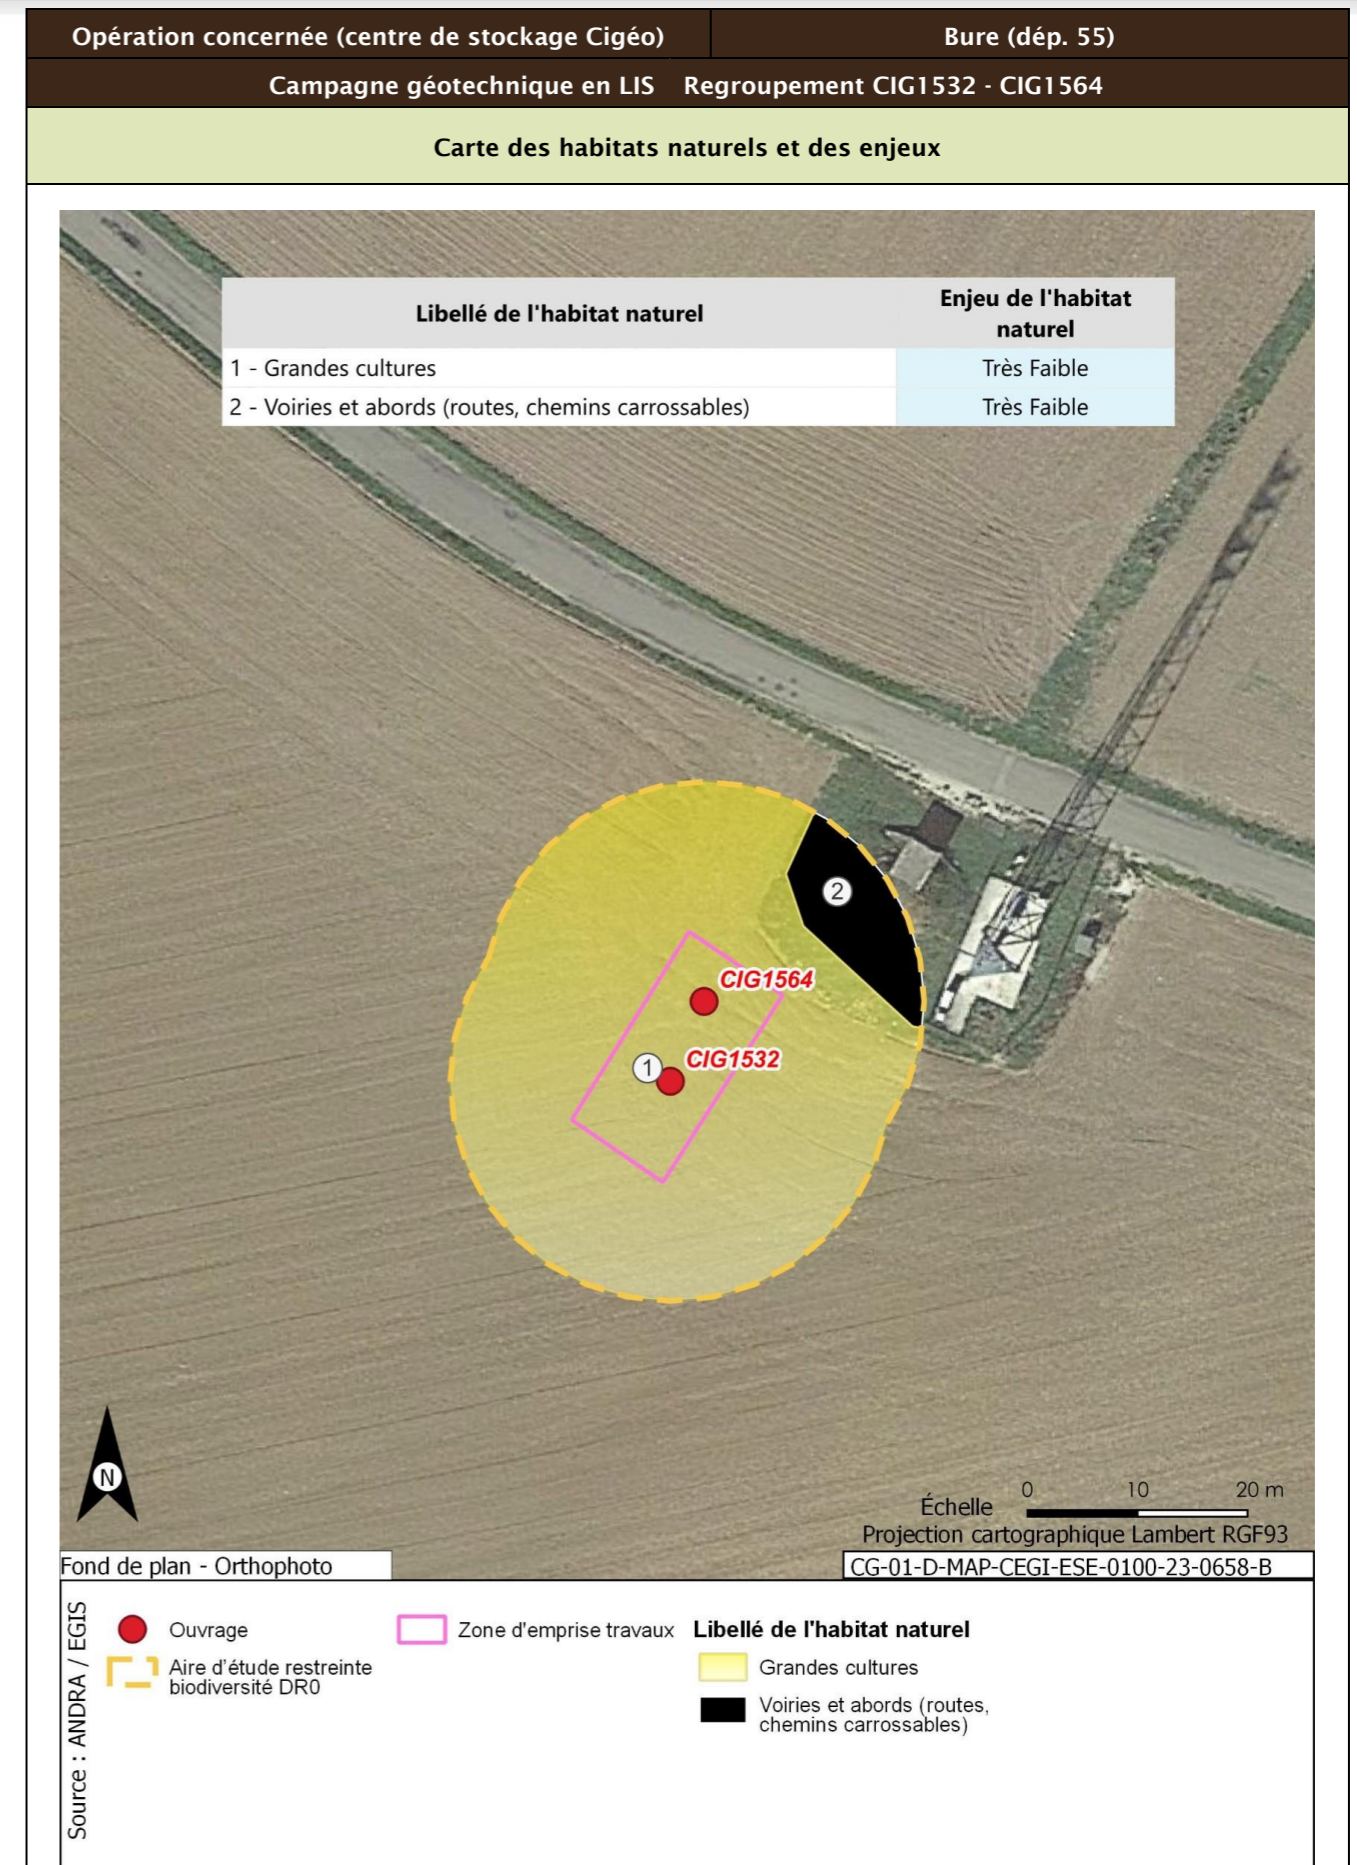 Opération concernée (centre de stockage Cigéo)
Bure (dép. 55)
Campagne géotechnique en LIS Regroupement CIG1532 - CIG1564
Carte des habitats naturels et des enjeux
Libellé de l'habitat naturel
Enjeu de l'habitat
naturel
1 - Grandes cultures
Très Faible
2 - Voiries et abords (routes, chemins carrossables)
Très Faible
2
CIG1564
CIG1532
1
N
0 10 20 m
Échelle
Projection cartographique Lambert RGF93
Fond de plan - Orthophoto
CG-01-D-MAP-CEGI-ESE-0100-23-0658-B
Source : ANDRA / EGIS
Ouvrage
Aire d'étude restreinte
biodiversité DR0
Zone d'emprise travaux
Libellé de l'habitat naturel
Grandes cultures
Voiries et abords (routes,
chemins carrossables)